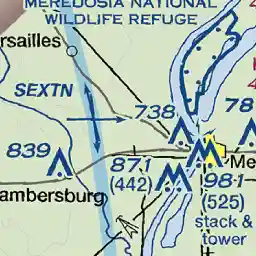 MEREDOSIA NATIONAL
WILDLIFE REFUGE
rsailles
SEXTN
738
78
839
871
(442)
Me
981
(525)
ambersburg
stack &
tower